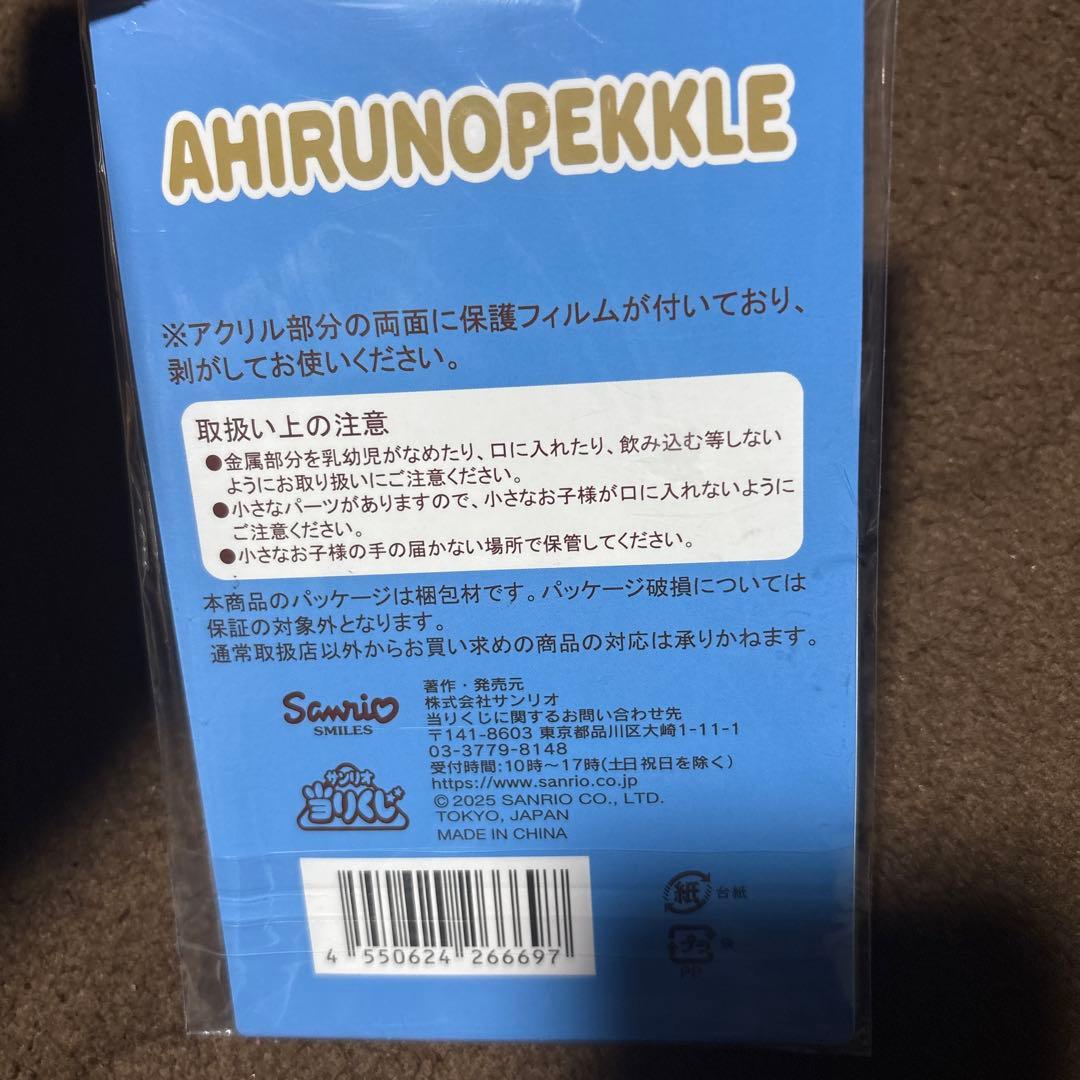 AHIRUNOPEKKLE
※アクリル部分の両面に保護フィルムが付いており、
剥がしてお使いください。
取扱い上の注意
●金属部分を乳幼児がなめたり、口に入れたり、飲み込む等しない
ようにお取り扱いにご注意ください。
●小さなパーツがありますので、小さなお子様が口に入れないように
ご注意ください。
●小さなお子様の手の届かない場所で保管してください。
本商品のパッケージは梱包材です。パッケージ破損については
保証の対象外となります。
通常取扱店以外からお買い求めの商品の対応は承りかねます。
Sanrio
SMILES
サンリオ
当りくじ
著作・発売元
株式会社サンリオ
当りくじに関するお問い合わせ先
〒141-8603 東京都品川区大崎1-11-1
03-3779-8148
受付時間:10時～17時(土日祝日を除く)
https://www.sanrio.co.jp
© 2025 SANRIO CO., LTD.
TOKYO, JAPAN
MADE IN CHINA
4 550624 266697
紙 台紙
プラ 袋
PP